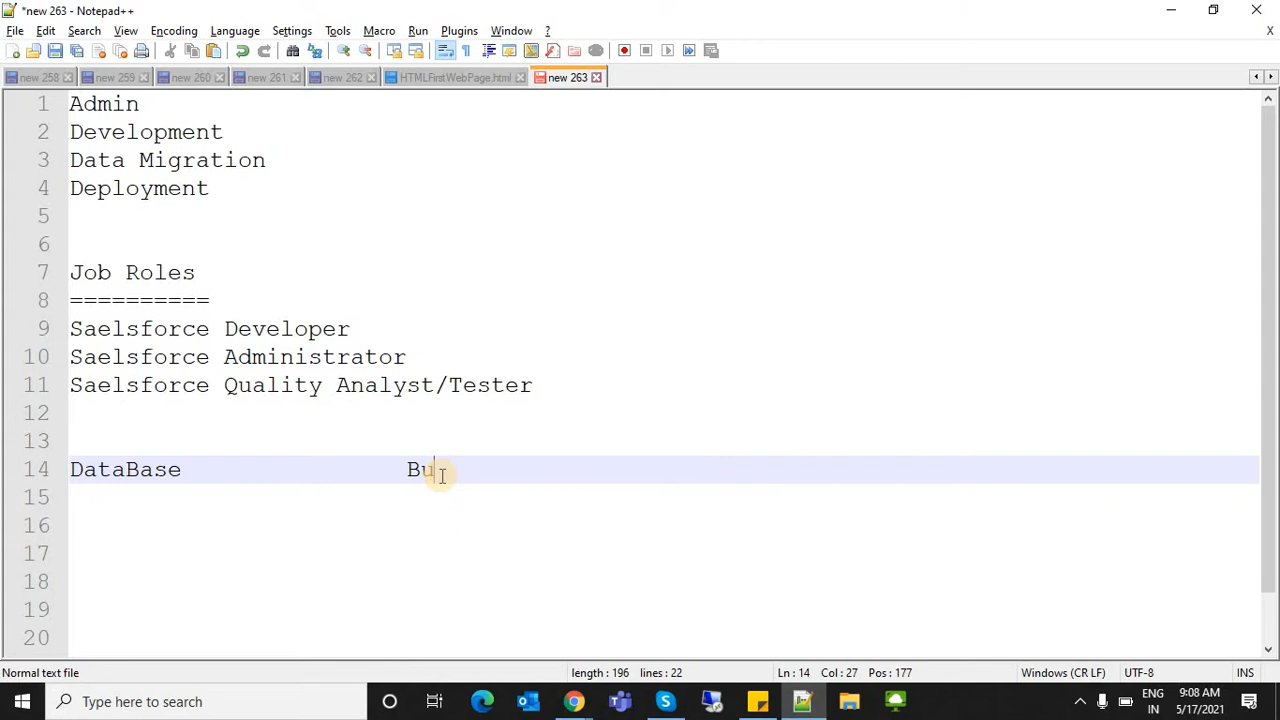 *new 263 - Notepad++
File Edit Search View Encoding Language Settings Tools Macro Run Plugins Window ? X
new 258 new 259 new 260 new 261 new 262 HTMLFirstWebPage.html new 263
1 Admin
2 Development
3 Data Migration
4 Deployment
5
6
7 Job Roles
8 ==========
9 Saelsforce Developer
10 Saelsforce Administrator
11 Saelsforce Quality Analyst/Tester
12
13
14 DataBase Bu
15
16
17
18
19
20
Normal text file length : 196 lines : 22 Ln : 14 Col : 27 Pos : 177 Windows (CR LF) UTF-8 INS
Type here to search ENG 9:08 AM
IN 5/17/2021